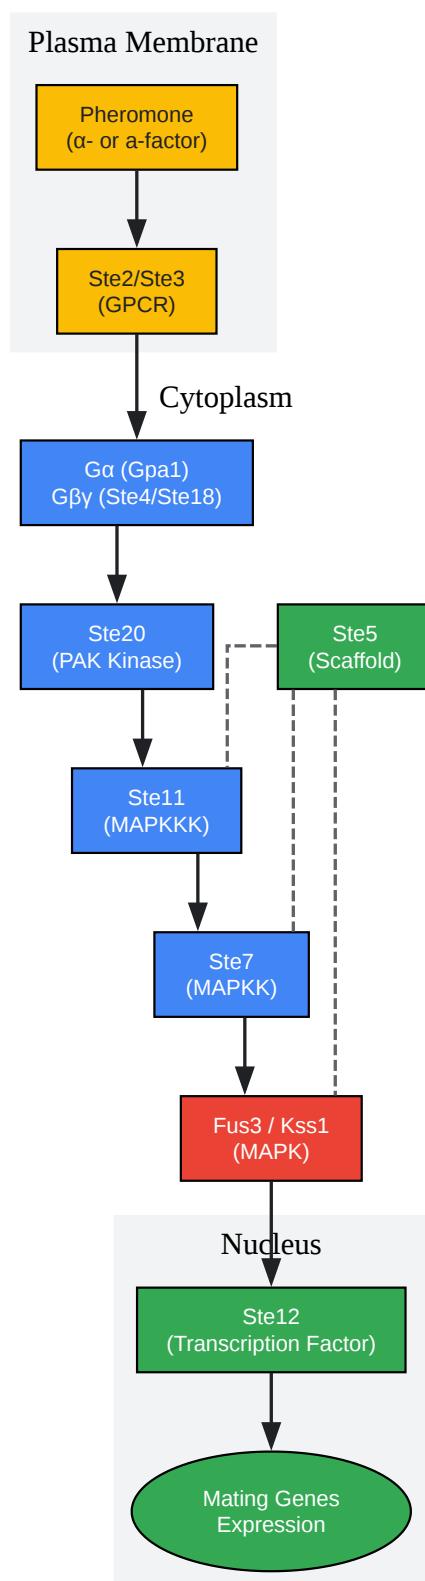 Plasma Membrane
Pheromone
(α- or a-factor)
Ste2/Ste3
(GPCR)
Cytoplasm
Gα (Gpa1)
Gβγ (Ste4/Ste18)
Ste20
(PAK Kinase)
Ste5
(Scaffold)
Ste11
(MAPKKK)
Ste7
(MAPKK)
Fus3 / Kss1
(MAPK)
Nucleus
Ste12
(Transcription Factor)
Mating Genes
Expression